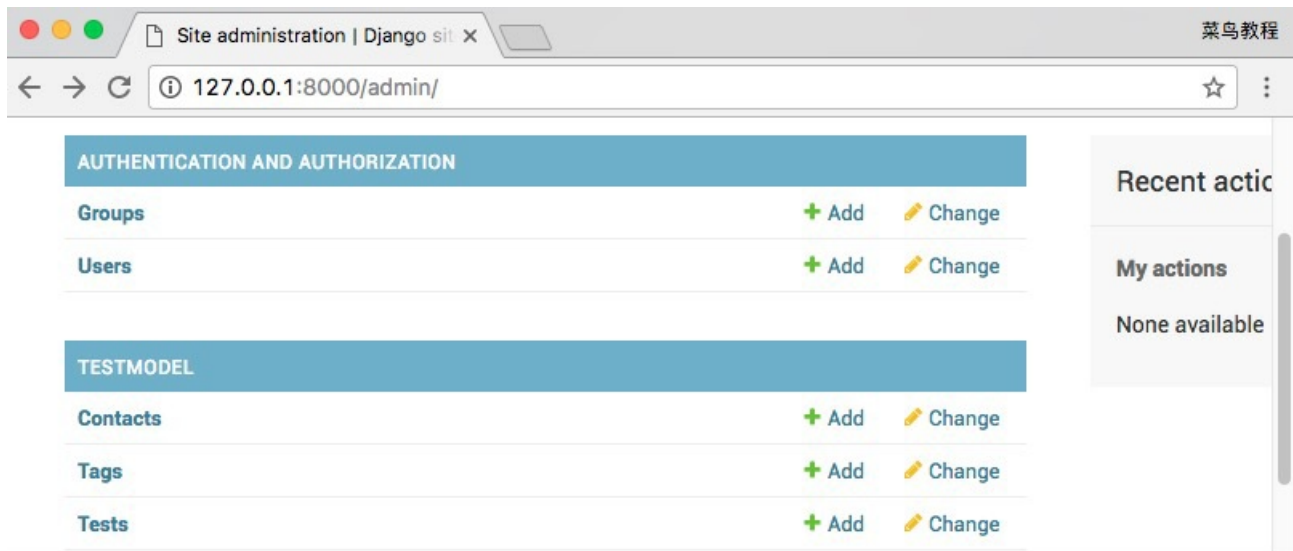 Site administration | Django sit
菜鸟教程
127.0.0.1:8000/admin/
AUTHENTICATION AND AUTHORIZATION
Groups Add Change
Users Add Change
TESTMODEL
Contacts Add Change
Tags Add Change
Tests Add Change
Recent actio
My actions
None available